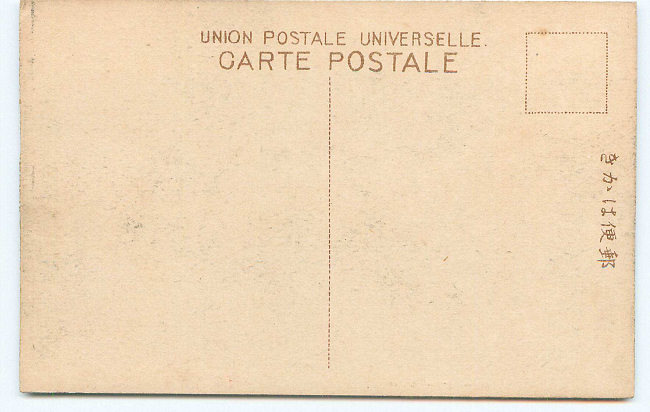 UNION POSTALE UNIVERSELLE.
CARTE POSTALE
郵便はかき